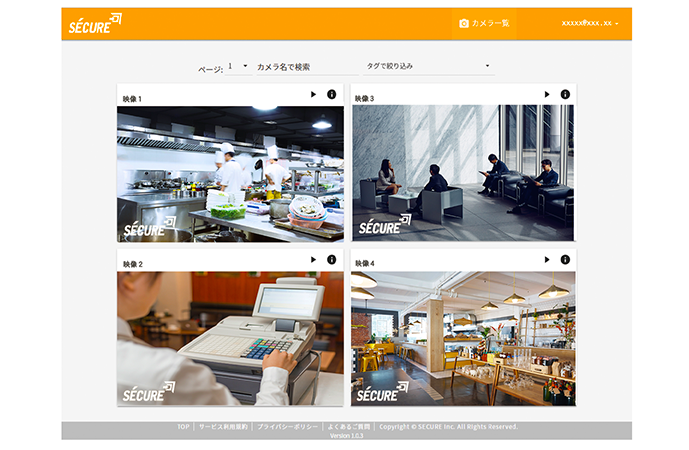 SÉCURE
カメラ一覧
xxxxx@xxx.xx
ページ: 1
カメラ名で検索
タグで絞り込み
映像 1
SÉCURE
映像 3
SÉCURE
映像 2
SÉCURE
映像 4
SÉCURE
TOP | サービス利用規約 | プライバシーポリシー | よくあるご質問 | Copyright © SECURE Inc. All Rights Reserved.
Version 1.0.3